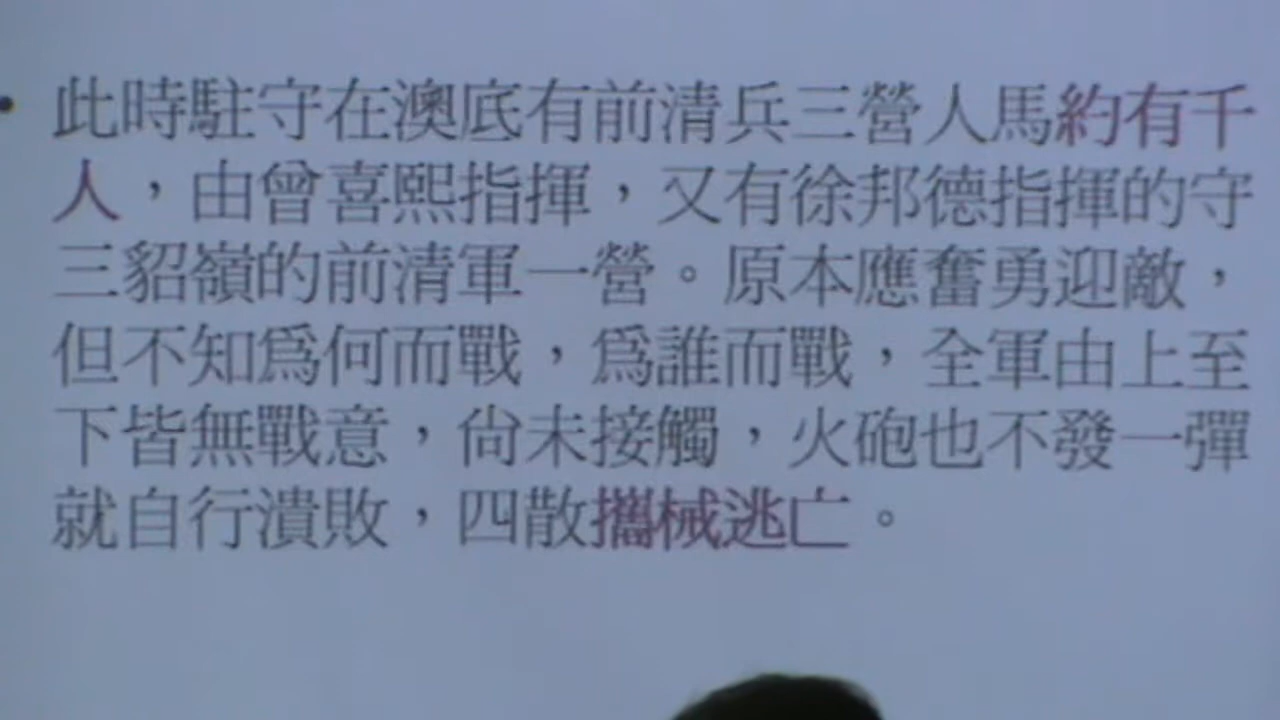 • 此時駐守在澳底有前清兵三營人馬約有千
人，由曾喜熙指揮，又有徐邦德指揮的守
三貂嶺的前清軍一營。原本應奮勇迎敵，
但不知為何而戰，為誰而戰，全軍由上至
下皆無戰意，尚未接觸，火砲也不發一彈
就自行潰敗，四散攜械逃亡。